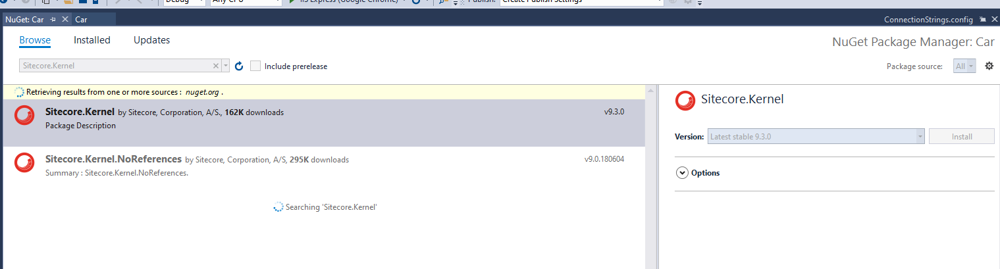 Debug Any CPU IIS Express (Google Chrome) Publish: Create Publish Settings
NuGet: Car Car ConnectionStrings.config
Browse Installed Updates NuGet Package Manager: Car
Sitecore.Kernel Include prerelease Package source: All
Retrieving results from one or more sources : nuget.org .
Sitecore.Kernel by Sitecore, Corporation, A/S., 162K downloads v9.3.0
Package Description
Sitecore.Kernel.NoReferences by Sitecore, Corporation, A/S, 295K downloads v9.0.180604
Summary : Sitecore.Kernel.NoReferences.
Searching 'Sitecore.Kernel'
Sitecore.Kernel
Version: Latest stable 9.3.0 Install
Options